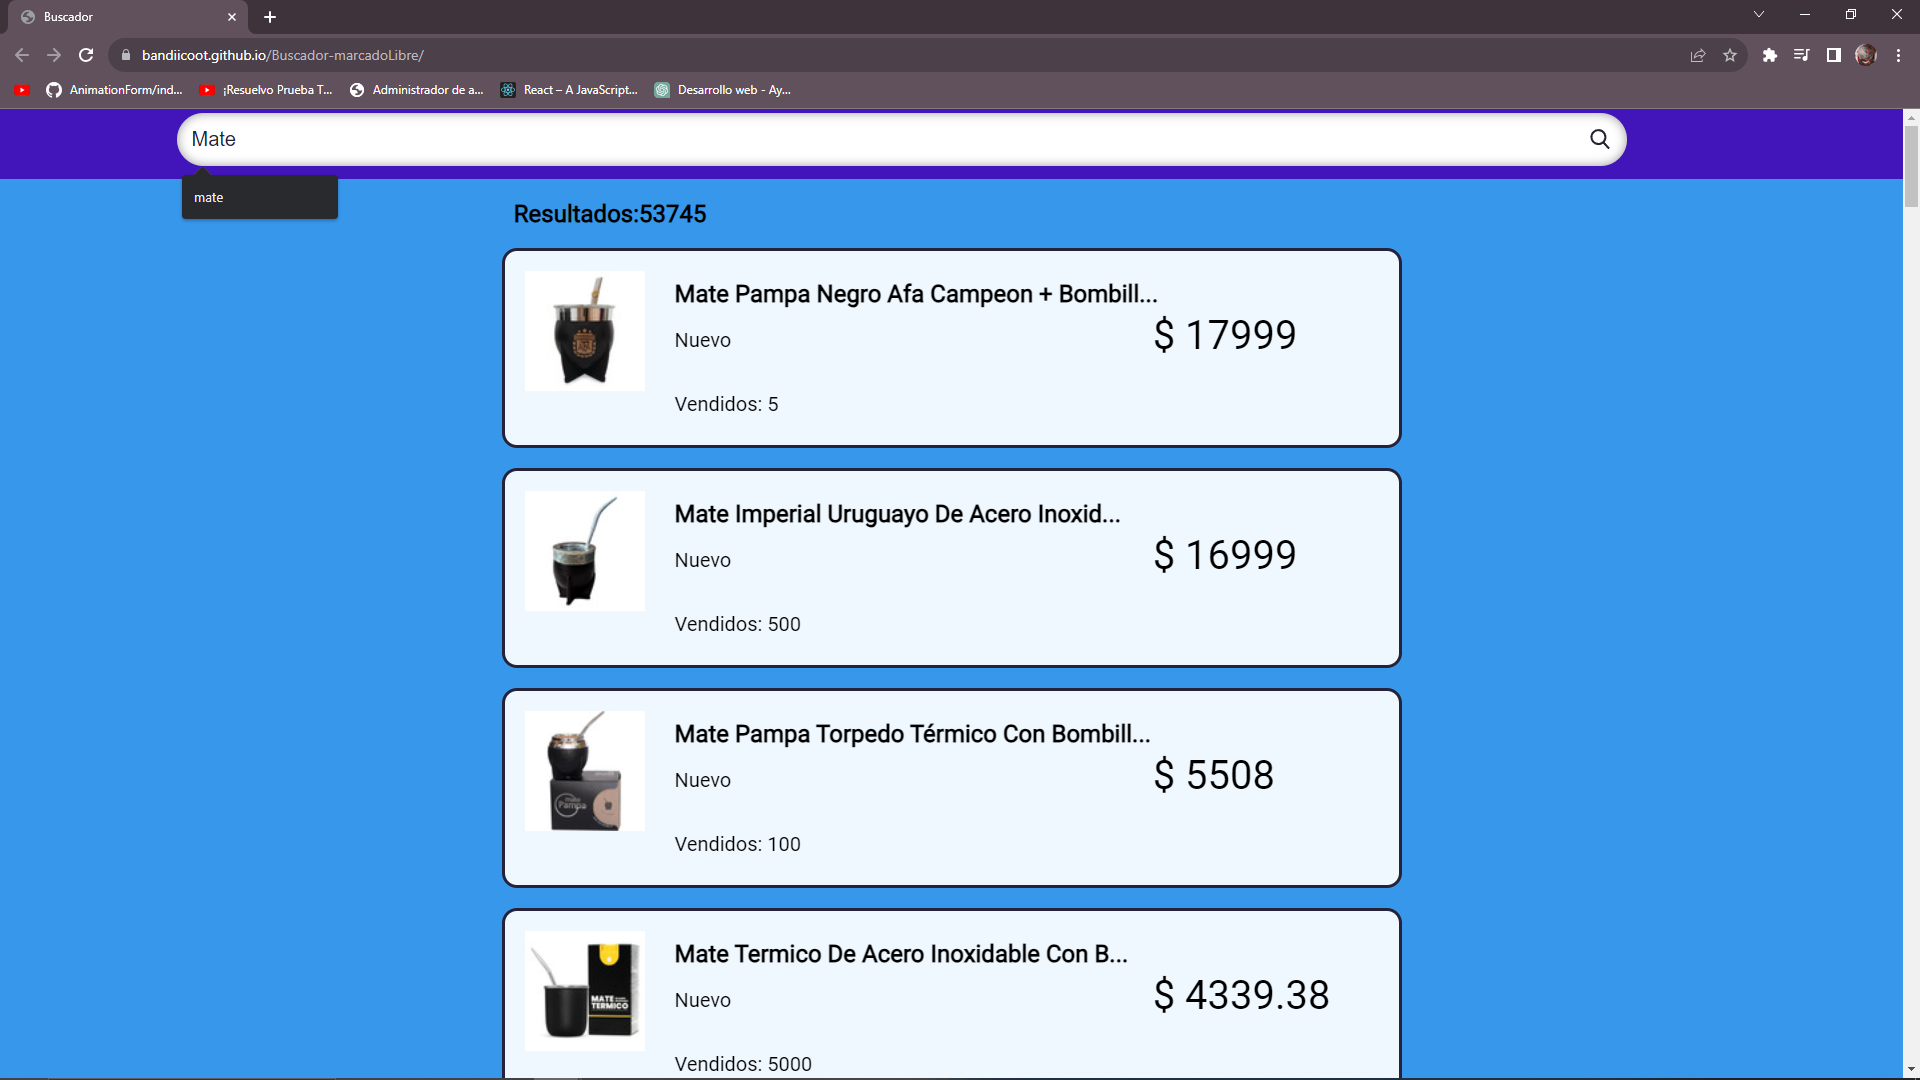 Buscador
bandiicoot.github.io/Buscador-marcadoLibre/
AnimationForm/ind...
¡Resuelvo Prueba T...
Administrador de a...
React – A JavaScript...
Desarrollo web - Ay...
Mate
mate
Resultados:53745
Mate Pampa Negro Afa Campeon + Bombill...
Nuevo
$ 17999
Vendidos: 5
Mate Imperial Uruguayo De Acero Inoxid...
Nuevo
$ 16999
Vendidos: 500
Mate Pampa Torpedo Térmico Con Bombill...
Nuevo
$ 5508
Vendidos: 100
Pampa
Mate Termico De Acero Inoxidable Con B...
Nuevo
$ 4339.38
Vendidos: 5000
MATE
TERMICO